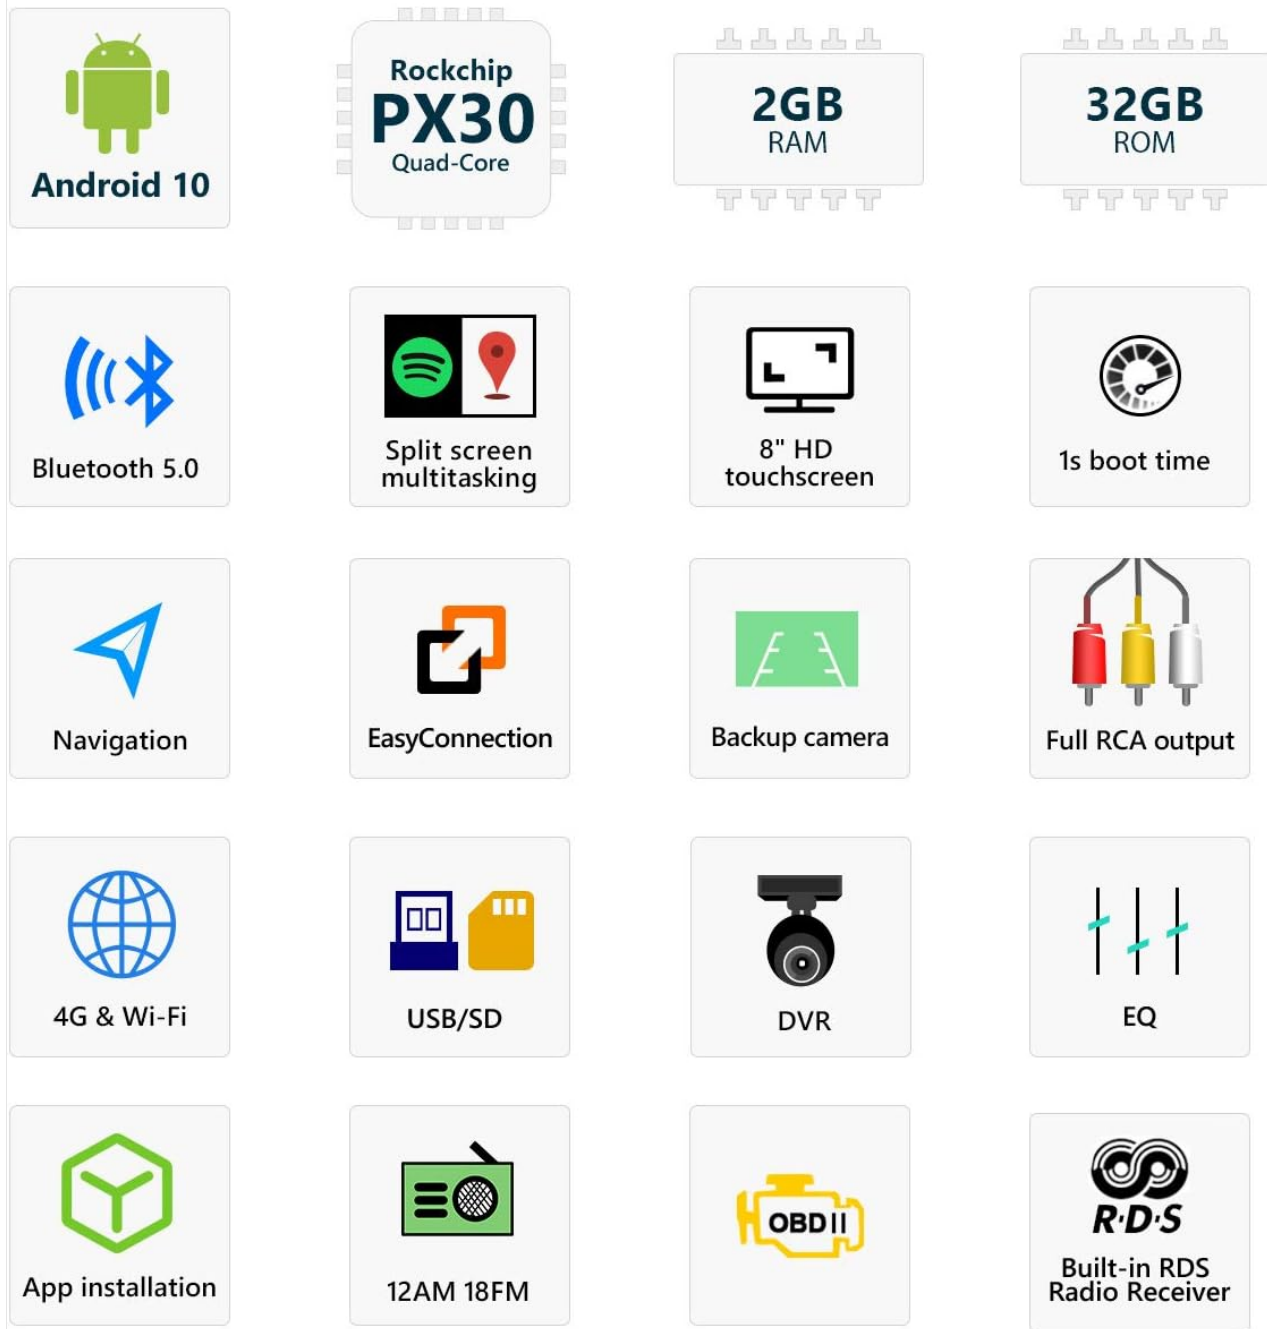 Android 10
Rockchip
PX30
Quad-Core
2GB
RAM
32GB
ROM
Bluetooth 5.0
Split screen
multitasking
8" HD
touchscreen
1s boot time
Navigation
EasyConnection
Backup camera
Full RCA output
4G & Wi-Fi
USB/SD
DVR
EQ
App installation
12AM 18FM
OBDII
R·D·S
Built-in RDS
Radio Receiver